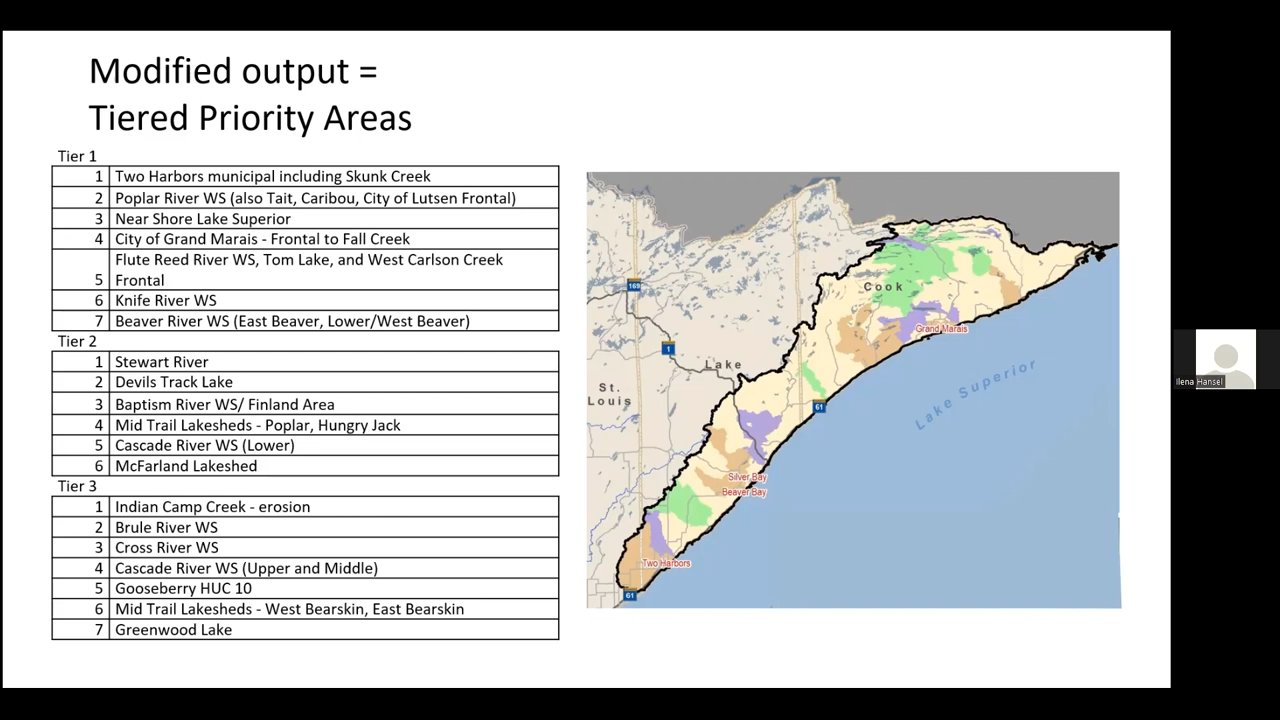 Modified output =
Tiered Priority Areas
Tier 1
1 Two Harbors municipal including Skunk Creek
2 Poplar River WS (also Tait, Caribou, City of Lutsen Frontal)
3 Near Shore Lake Superior
4 City of Grand Marais - Frontal to Fall Creek
Flute Reed River WS, Tom Lake, and West Carlson Creek
5 Frontal
6 Knife River WS
7 Beaver River WS (East Beaver, Lower/West Beaver)
Tier 2
1 Stewart River
2 Devils Track Lake
3 Baptism River WS/ Finland Area
4 Mid Trail Lakesheds - Poplar, Hungry Jack
5 Cascade River WS (Lower)
6 McFarland Lakeshed
Tier 3
1 Indian Camp Creek - erosion
2 Brule River WS
3 Cross River WS
4 Cascade River WS (Upper and Middle)
5 Gooseberry HUC 10
6 Mid Trail Lakesheds - West Bearskin, East Bearskin
7 Greenwood Lake
169
Cook
Grand Marais
1
Lake
St.
Louis
61
Lake Superior
Silver Bay
Beaver Bay
Two Harbors
61
Ilena Hansel